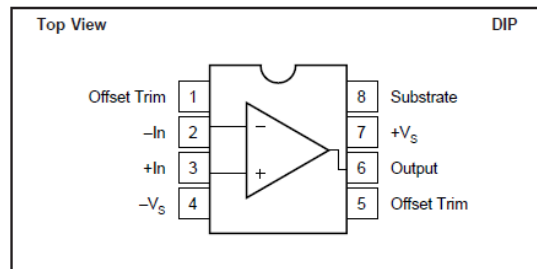 Top View DIP
Offset Trim 1 8 Substrate
–In 2 – 7 +VS
+In 3 + 6 Output
–VS 4 5 Offset Trim